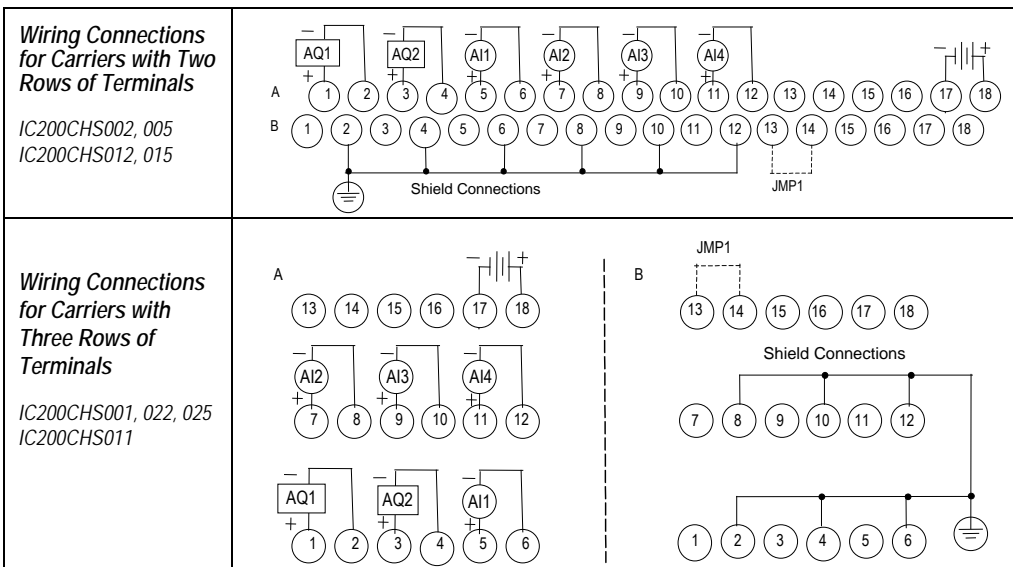 Wiring Connections
for Carriers with Two
Rows of Terminals
IC200CHS002, 005
IC200CHS012, 015
− − − − − − − +
AQ1 AQ2 AI1 AI2 AI3 AI4
+ + + + + +
A 1 2 3 4 5 6 7 8 9 10 11 12 13 14 15 16 17 18
B 1 2 3 4 5 6 7 8 9 10 11 12 13 14 15 16 17 18
Shield Connections
JMP1
Wiring Connections
for Carriers with
Three Rows of
Terminals
IC200CHS001, 022, 025
IC200CHS011
A
− +
13 14 15 16 17 18
− − −
AI2 AI3 AI4
+ + +
7 8 9 10 11 12
− − −
AQ1 AQ2 AI1
+ + +
1 2 3 4 5 6
JMP1
B
13 14 15 16 17 18
Shield Connections
7 8 9 10 11 12
1 2 3 4 5 6